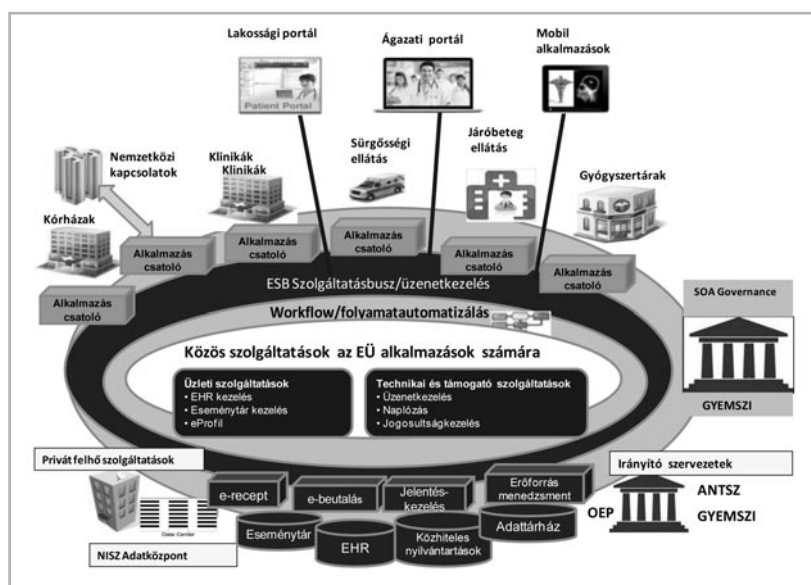 Lakossági portál
Ágazati portál
Mobil
alkalmazások
Patient Portal
Nemzetközi
kapcsolatok
Klinikák
Klinikák
Sürgősségi
ellátás
Járóbeteg
ellátás
Gyógyszertárak
Kórházak
Alkalmazás
csatoló
Alkalmazás
csatoló
Alkalmazás
csatoló
Alkalmazás
csatoló
Alkalmazás
csatoló
Alkalmazás
csatoló
ESB Szolgáltatásbusz/üzenetkezelés
SOA Governance
Workflow/folyamatautomatizálás
Közös szolgáltatások az EÜ alkalmazások számára
Üzleti szolgáltatások
• EHR kezelés
• Eseménytár kezelés
• eProfil
Technikai és támogató szolgáltatások
• Üzenetkezelés
• Naplózás
• Jogosultságkezelés
GYEMSZI
Privát felhő szolgáltatások
Irányító szervezetek
e-recept
e-beutalás
Jelentés-
kezelés
Erőforrás
menedzsment
ANTSZ
OEP
GYEMSZI
Data Center
NISZ Adatközpont
Eseménytár
EHR
Közhiteles
nyilvántartások
Adattárház